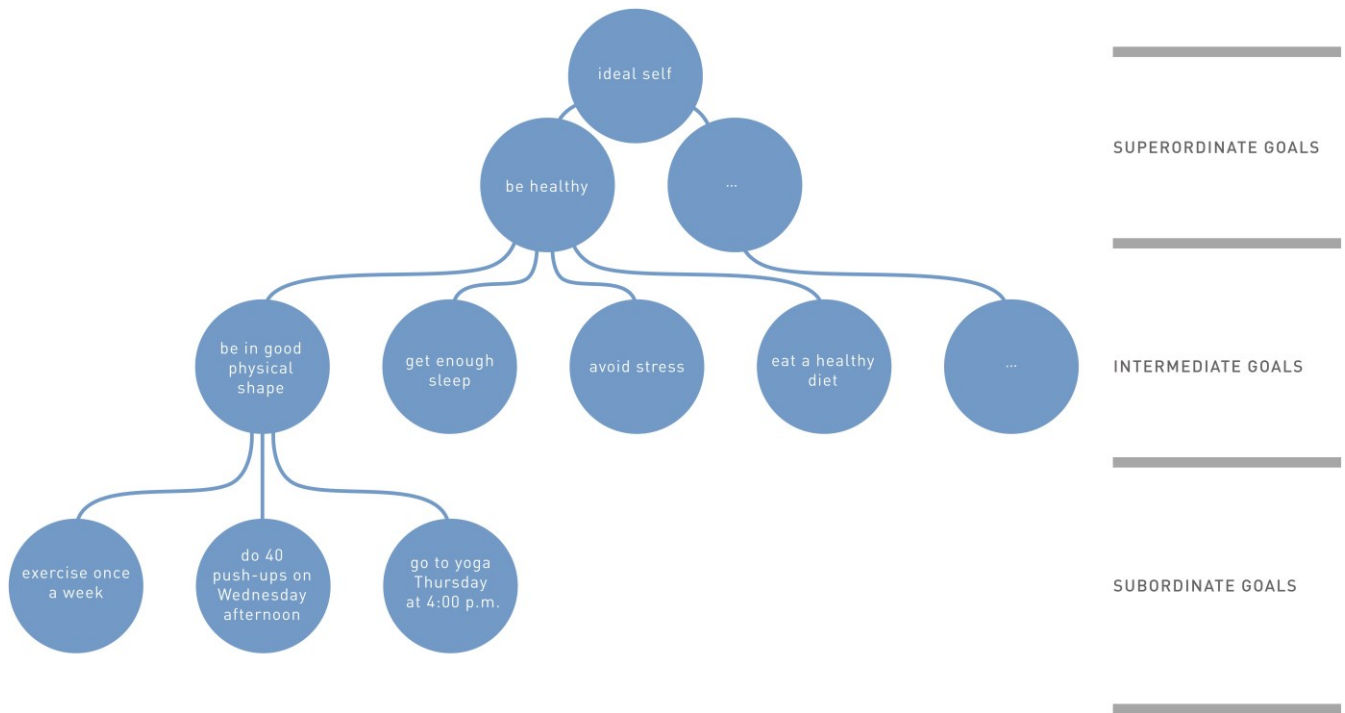 ideal self
be healthy
...
SUPERORDINATE GOALS
be in good
physical
shape
get enough
sleep
avoid stress
eat a healthy
diet
...
INTERMEDIATE GOALS
exercise once
a week
do 40
push-ups on
Wednesday
afternoon
go to yoga
Thursday
at 4:00 p.m.
SUBORDINATE GOALS